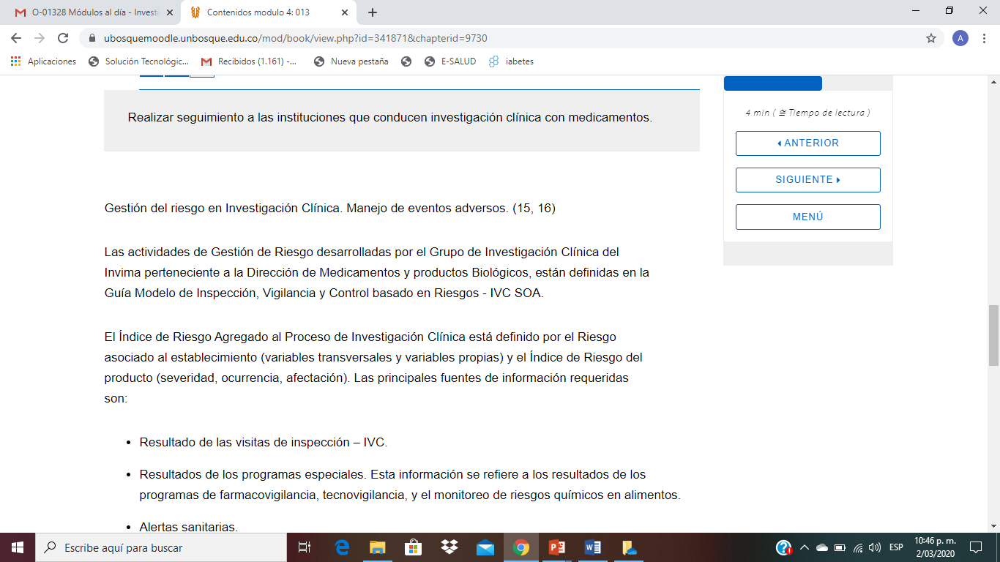 O-01328 Módulos al día - Investi
Contenidos modulo 4: 013
ubosquemoodle.unbosque.edu.co/mod/book/view.php?id=341871&chapterid=9730
A
Aplicaciones
Solución Tecnológic...
Recibidos (1.161) -...
Nueva pestaña
E-SALUD
iabetes
Realizar seguimiento a las instituciones que conducen investigación clínica con medicamentos.
4 min ( ≅ Tiempo de lectura )
ANTERIOR
SIGUIENTE
MENÚ
Gestión del riesgo en Investigación Clínica. Manejo de eventos adversos. (15, 16)
Las actividades de Gestión de Riesgo desarrolladas por el Grupo de Investigación Clínica del
Invima perteneciente a la Dirección de Medicamentos y productos Biológicos, están definidas en la
Guía Modelo de Inspección, Vigilancia y Control basado en Riesgos - IVC SOA.
El Índice de Riesgo Agregado al Proceso de Investigación Clínica está definido por el Riesgo
asociado al establecimiento (variables transversales y variables propias) y el Índice de Riesgo del
producto (severidad, ocurrencia, afectación). Las principales fuentes de información requeridas
son:
• Resultado de las visitas de inspección – IVC.
• Resultados de los programas especiales. Esta información se refiere a los resultados de los
programas de farmacovigilancia, tecnovigilancia, y el monitoreo de riesgos químicos en alimentos.
• Alertas sanitarias.
Escribe aquí para buscar
ESP
10:46 p. m.
2/03/2020